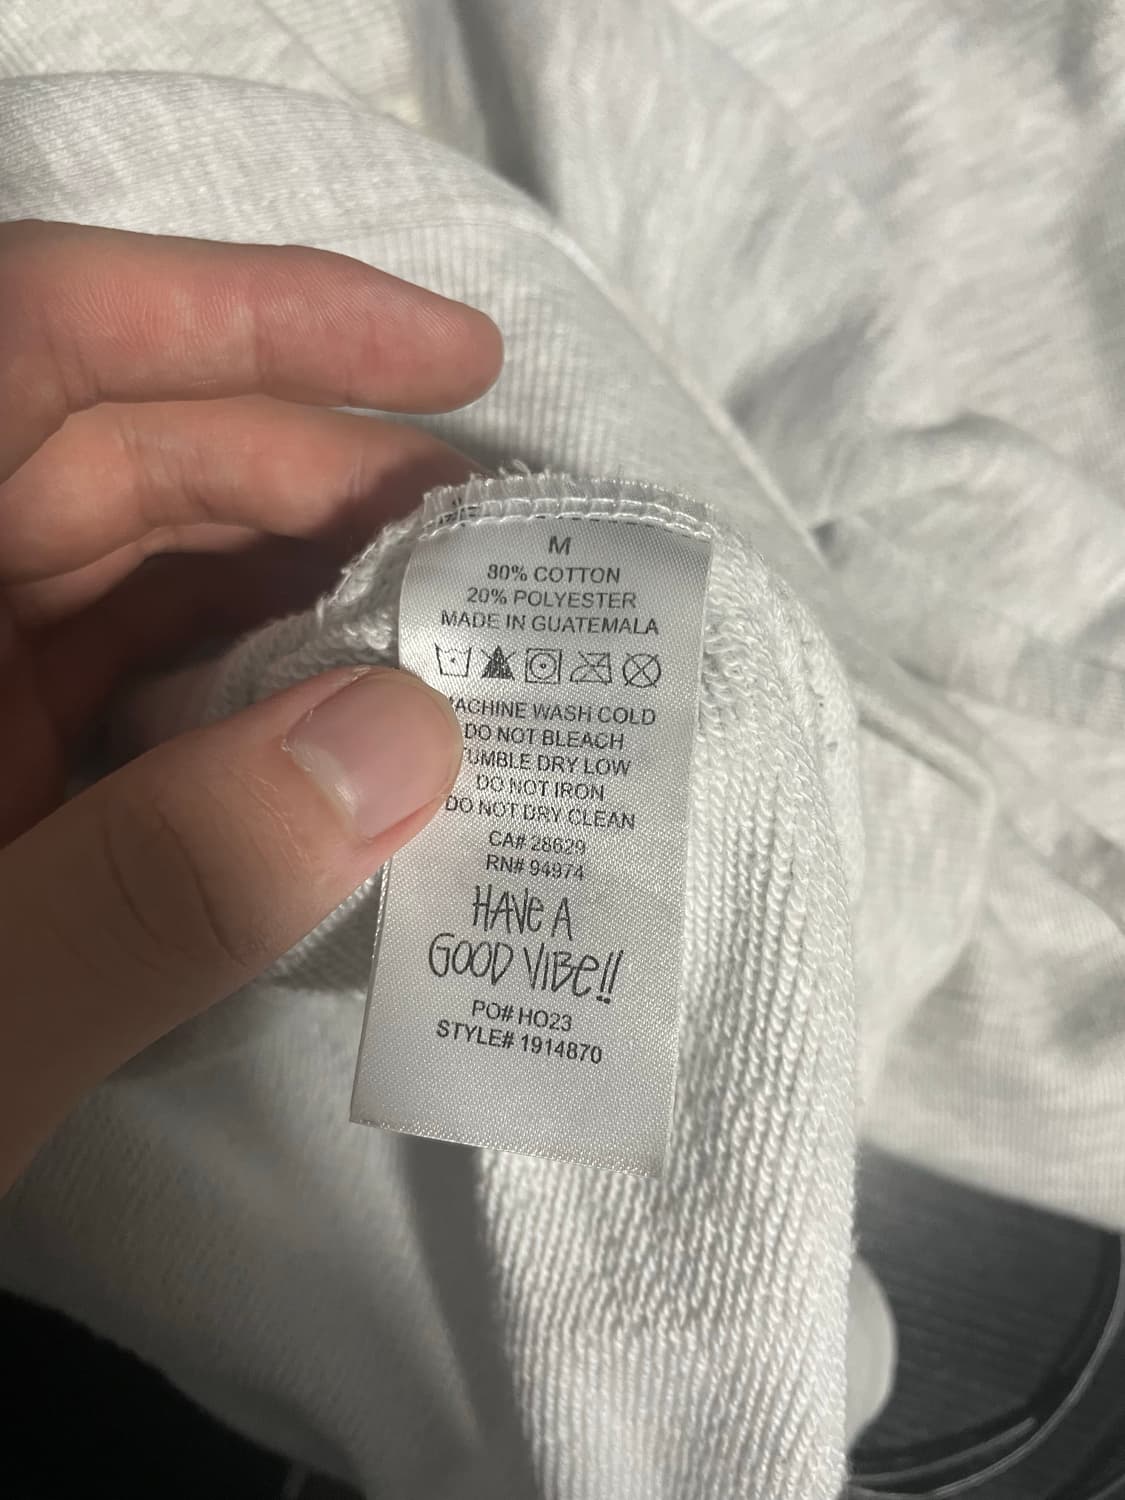 M
80% COTTON
20% POLYESTER
MADE IN GUATEMALA
MACHINE WASH COLD
DO NOT BLEACH
TUMBLE DRY LOW
DO NOT IRON
DO NOT DRY CLEAN
CA# 28629
RN# 94974
HAVe A
GOOD VIBe!!
PO# HO23
STYLE# 1914870